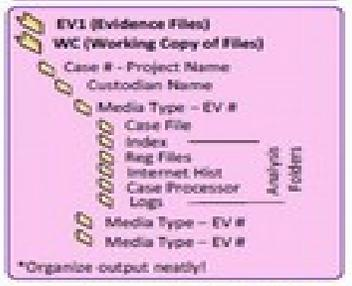 EV1 (Evidence Files)
WC (Working Copy of Files)
Case # - Project Name
Custodian Name
Media Type – EV #
Case File
Index
Reg Files
Internet Hist
Case Processor
Logs
Analysis
Folders
Media Type – EV #
Media Type – EV #
*Organize output neatly!